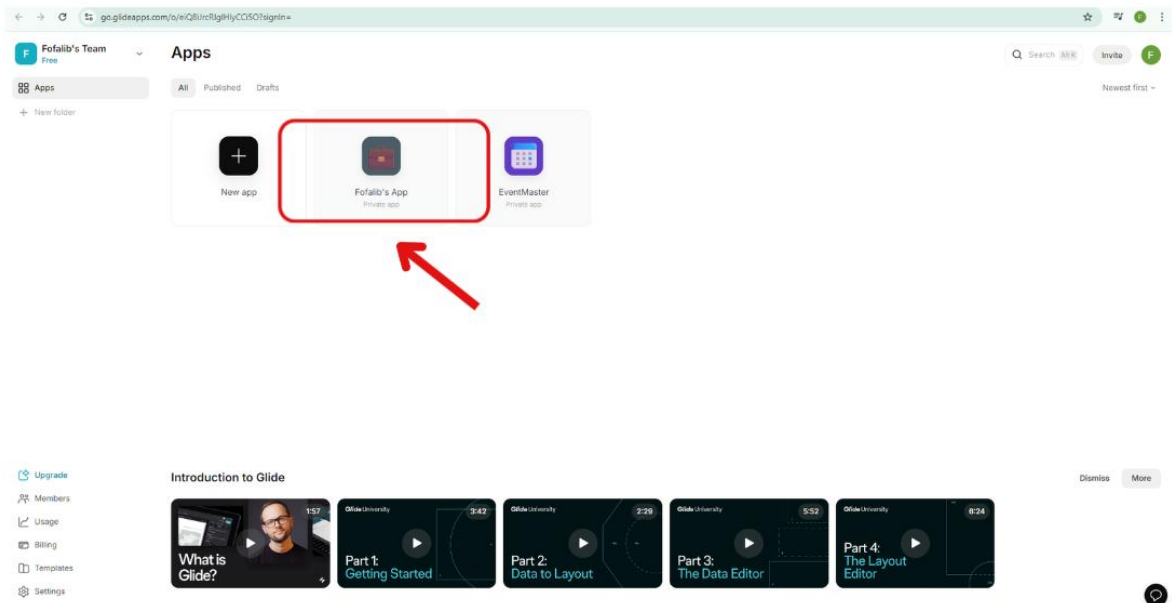 go.glideapps.com/o/eiQBUrcRJglHlyCCiSO?signin=
F
F
Fofalib's Team
Free
Apps
Search Alt K
Invite
F
Apps
New folder
All Published Drafts
Newest first
New app
Fofalib's App
Private app
EventMaster
Private app
Upgrade
Members
Usage
Billing
Templates
Settings
Introduction to Glide
Dismiss
More
1:57
What is
Glide?
Glide University
3:42
Part 1:
Getting Started
Glide University
2:29
Part 2:
Data to Layout
Glide University
5:52
Part 3:
The Data Editor
Glide University
8:24
Part 4:
The Layout
Editor